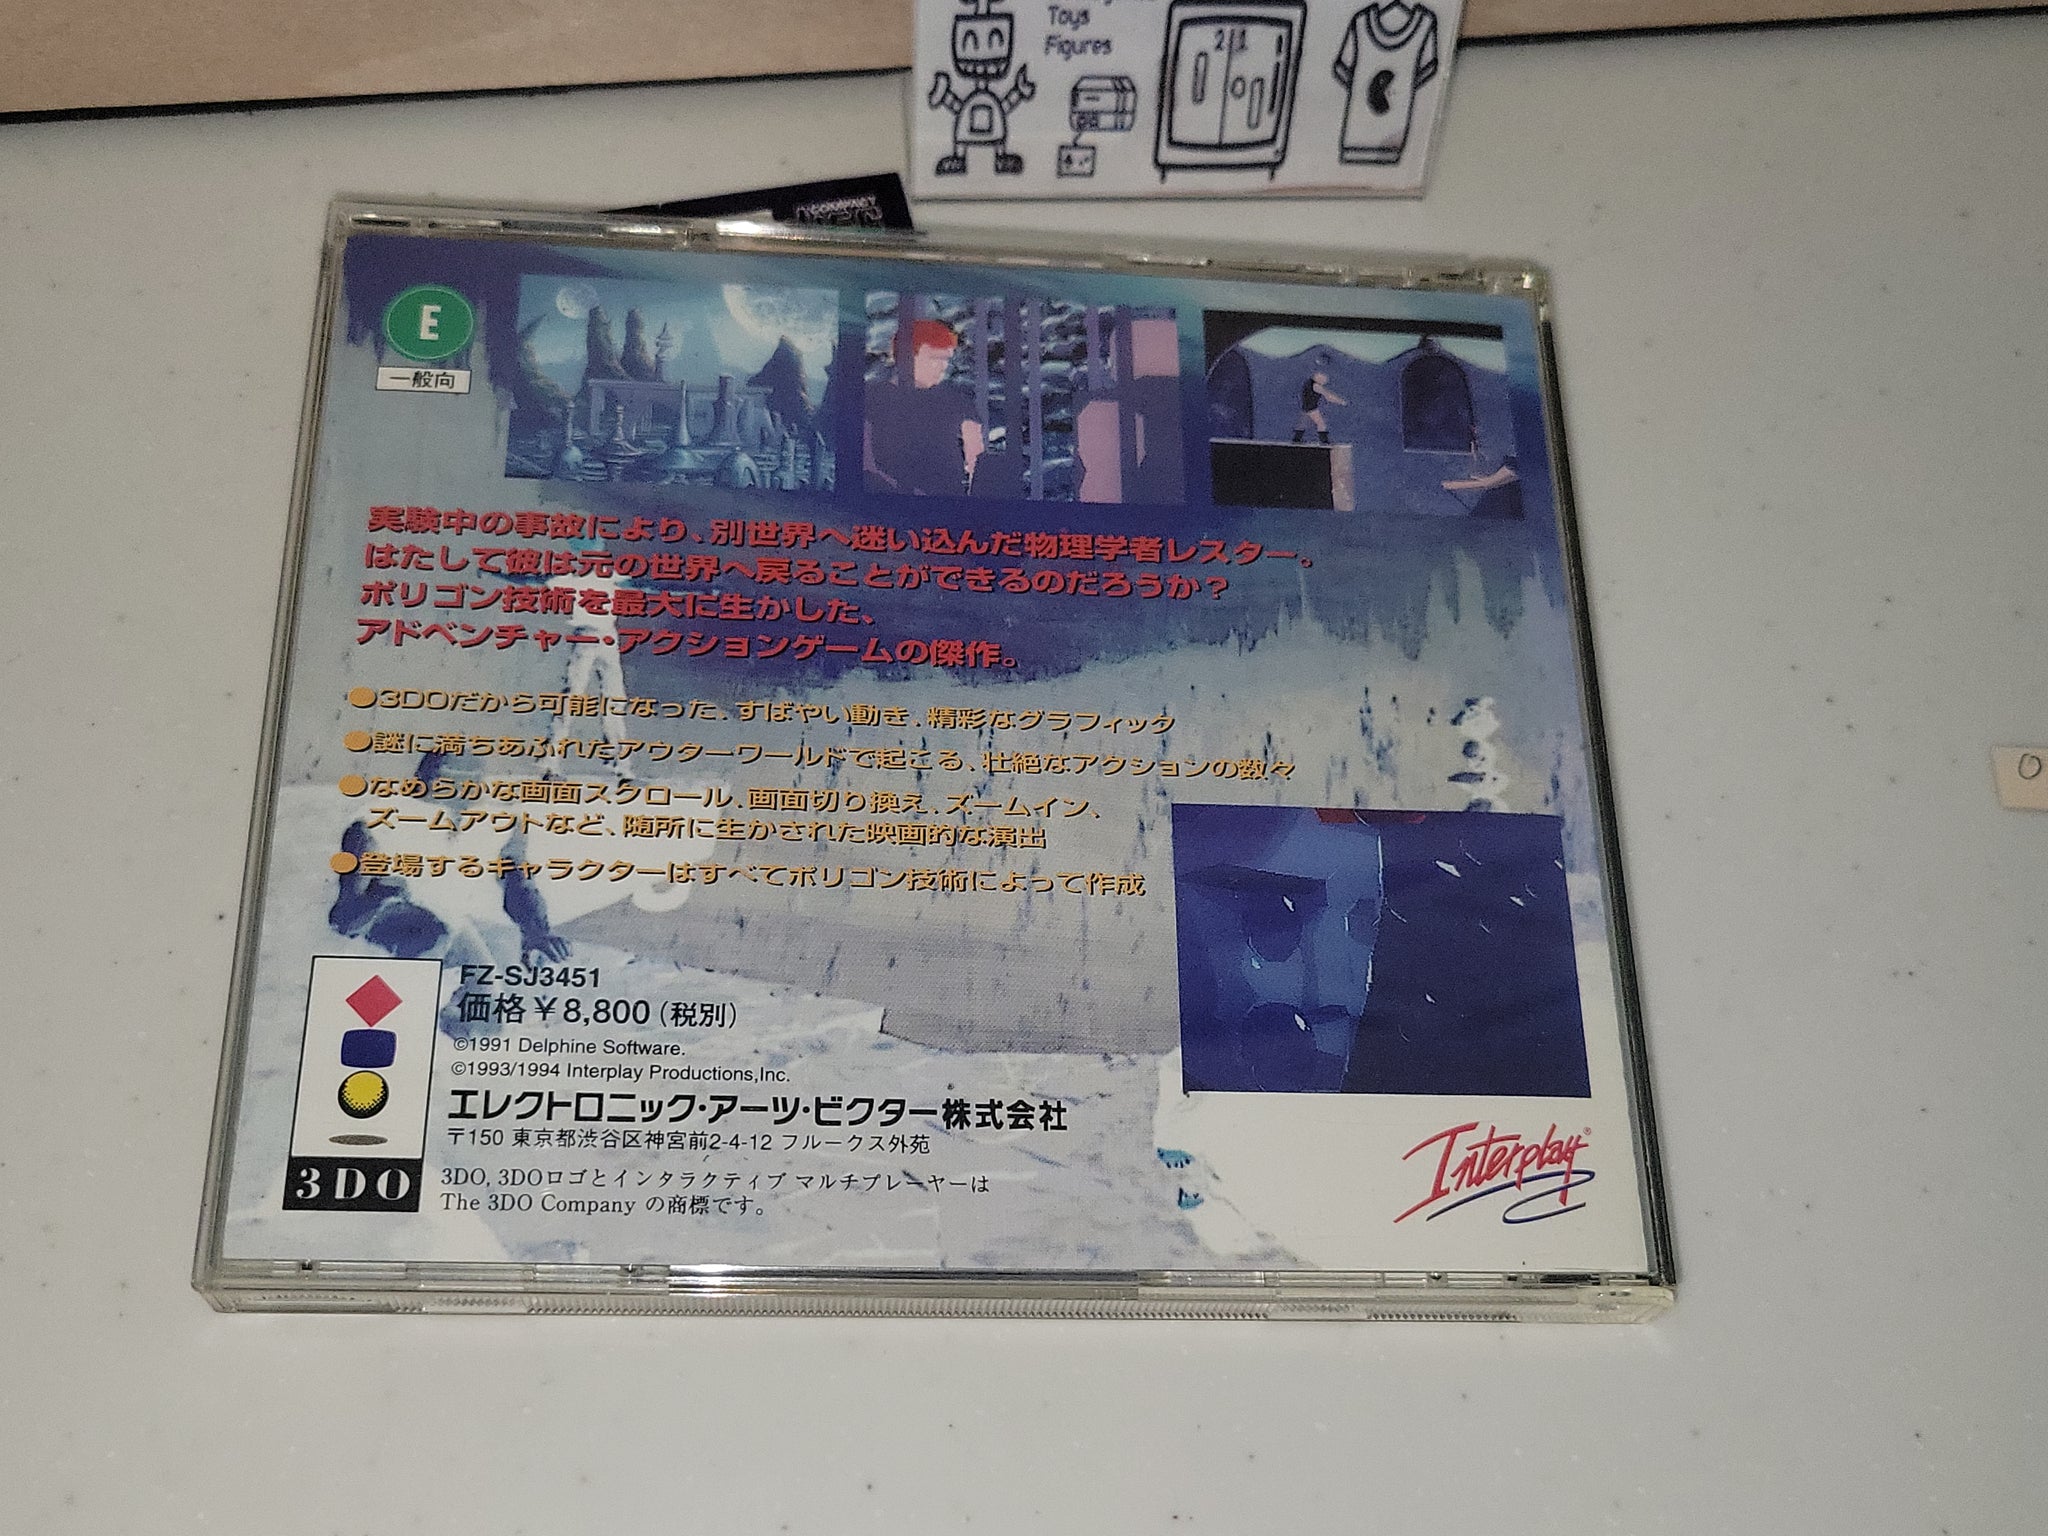 Toys
Figures
COMPACT
E
一般向
実験中の事故により、別世界へ迷い込んだ物理学者レスター。
はたして彼は元の世界へ戻ることができるのだろうか?
ポリゴン技術を最大に生かした、
アドベンチャー・アクションゲームの傑作。
●3DOだから可能になった、すばやい動き、精彩なグラフィック
●謎に満ちあふれたアウターワールドで起こる、壮絶なアクションの数々
●なめらかな画面スクロール、画面切り換え、ズームイン、
ズームアウトなど、随所に生かされた映画的な演出
●登場するキャラクターはすべてポリゴン技術によって作成
FZ-SJ3451
価格￥8,800(税別)
©1991 Delphine Software.
©1993/1994 Interplay Productions,Inc.
エレクトロニック・アーツ・ビクター株式会社
〒150 東京都渋谷区神宮前2-4-12 フルークス外苑
3DO, 3DOロゴとインタラクティブ マルチプレーヤーは
The 3DO Company の商標です。
3DO
Interplay®